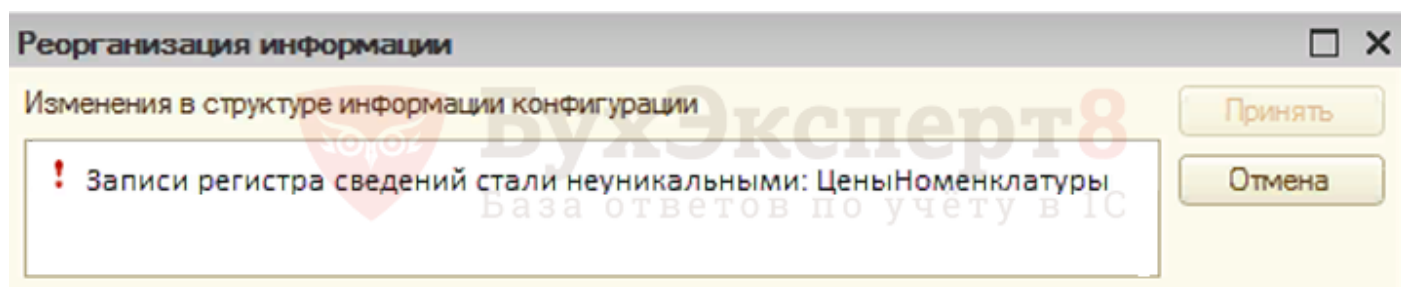 Реорганизация информации
Изменения в структуре информации конфигурации
Принять
БухЭксперт8
Записи регистра сведений стали неуникальными: ЦеныНоменклатуры
Отмена
База ответов по учёту в 1С